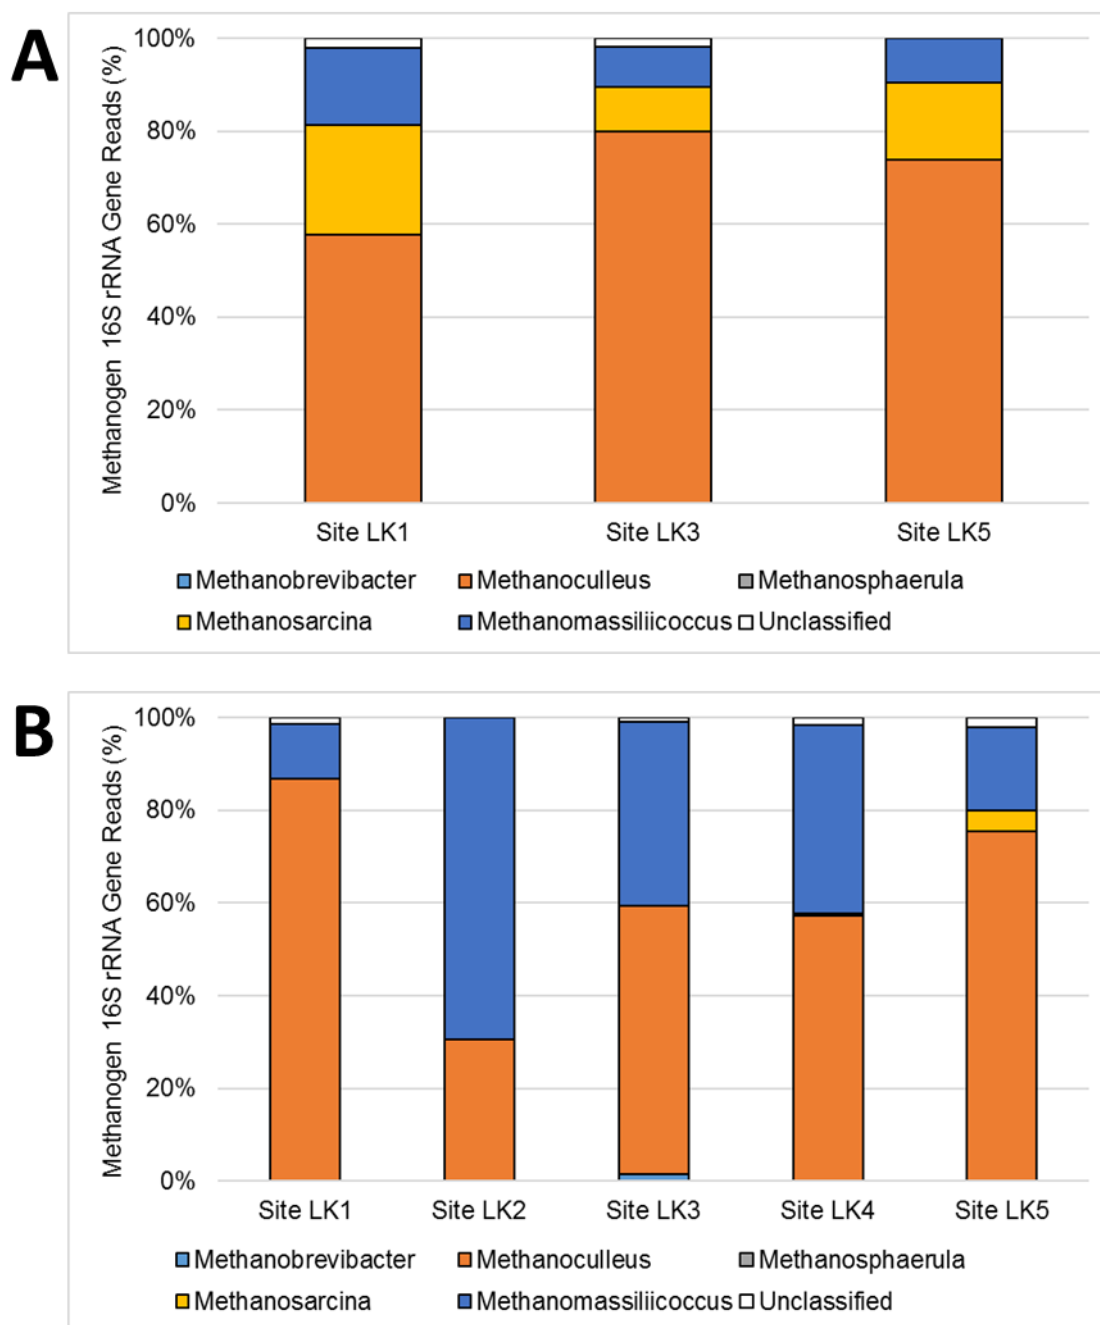 A
Methanogen 16S rRNA Gene Reads (%)
100%
80%
60%
40%
20%
0%
Site LK1 Site LK3 Site LK5
Methanobrevibacter Methanoculleus Methanosphaerula
Methanosarcina Methanomassiliicoccus Unclassified
B
Methanogen 16S rRNA Gene Reads (%)
100%
80%
60%
40%
20%
0%
Site LK1 Site LK2 Site LK3 Site LK4 Site LK5
Methanobrevibacter Methanoculleus Methanosphaerula
Methanosarcina Methanomassiliicoccus Unclassified